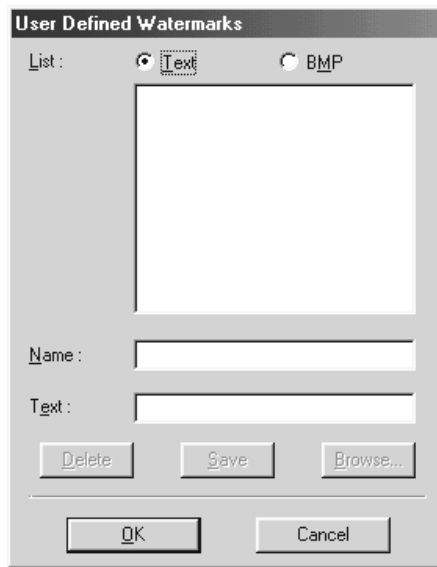 User Defined Watermarks
List : Text BMP
Name :
Text :
Delete Save Browse...
OK Cancel